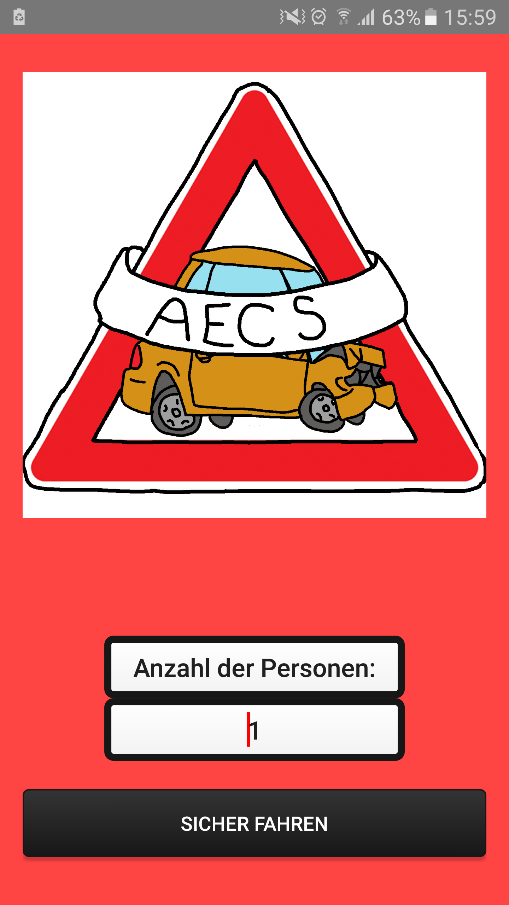 63% 15:59
AECS
Anzahl der Personen:
1
SICHER FAHREN